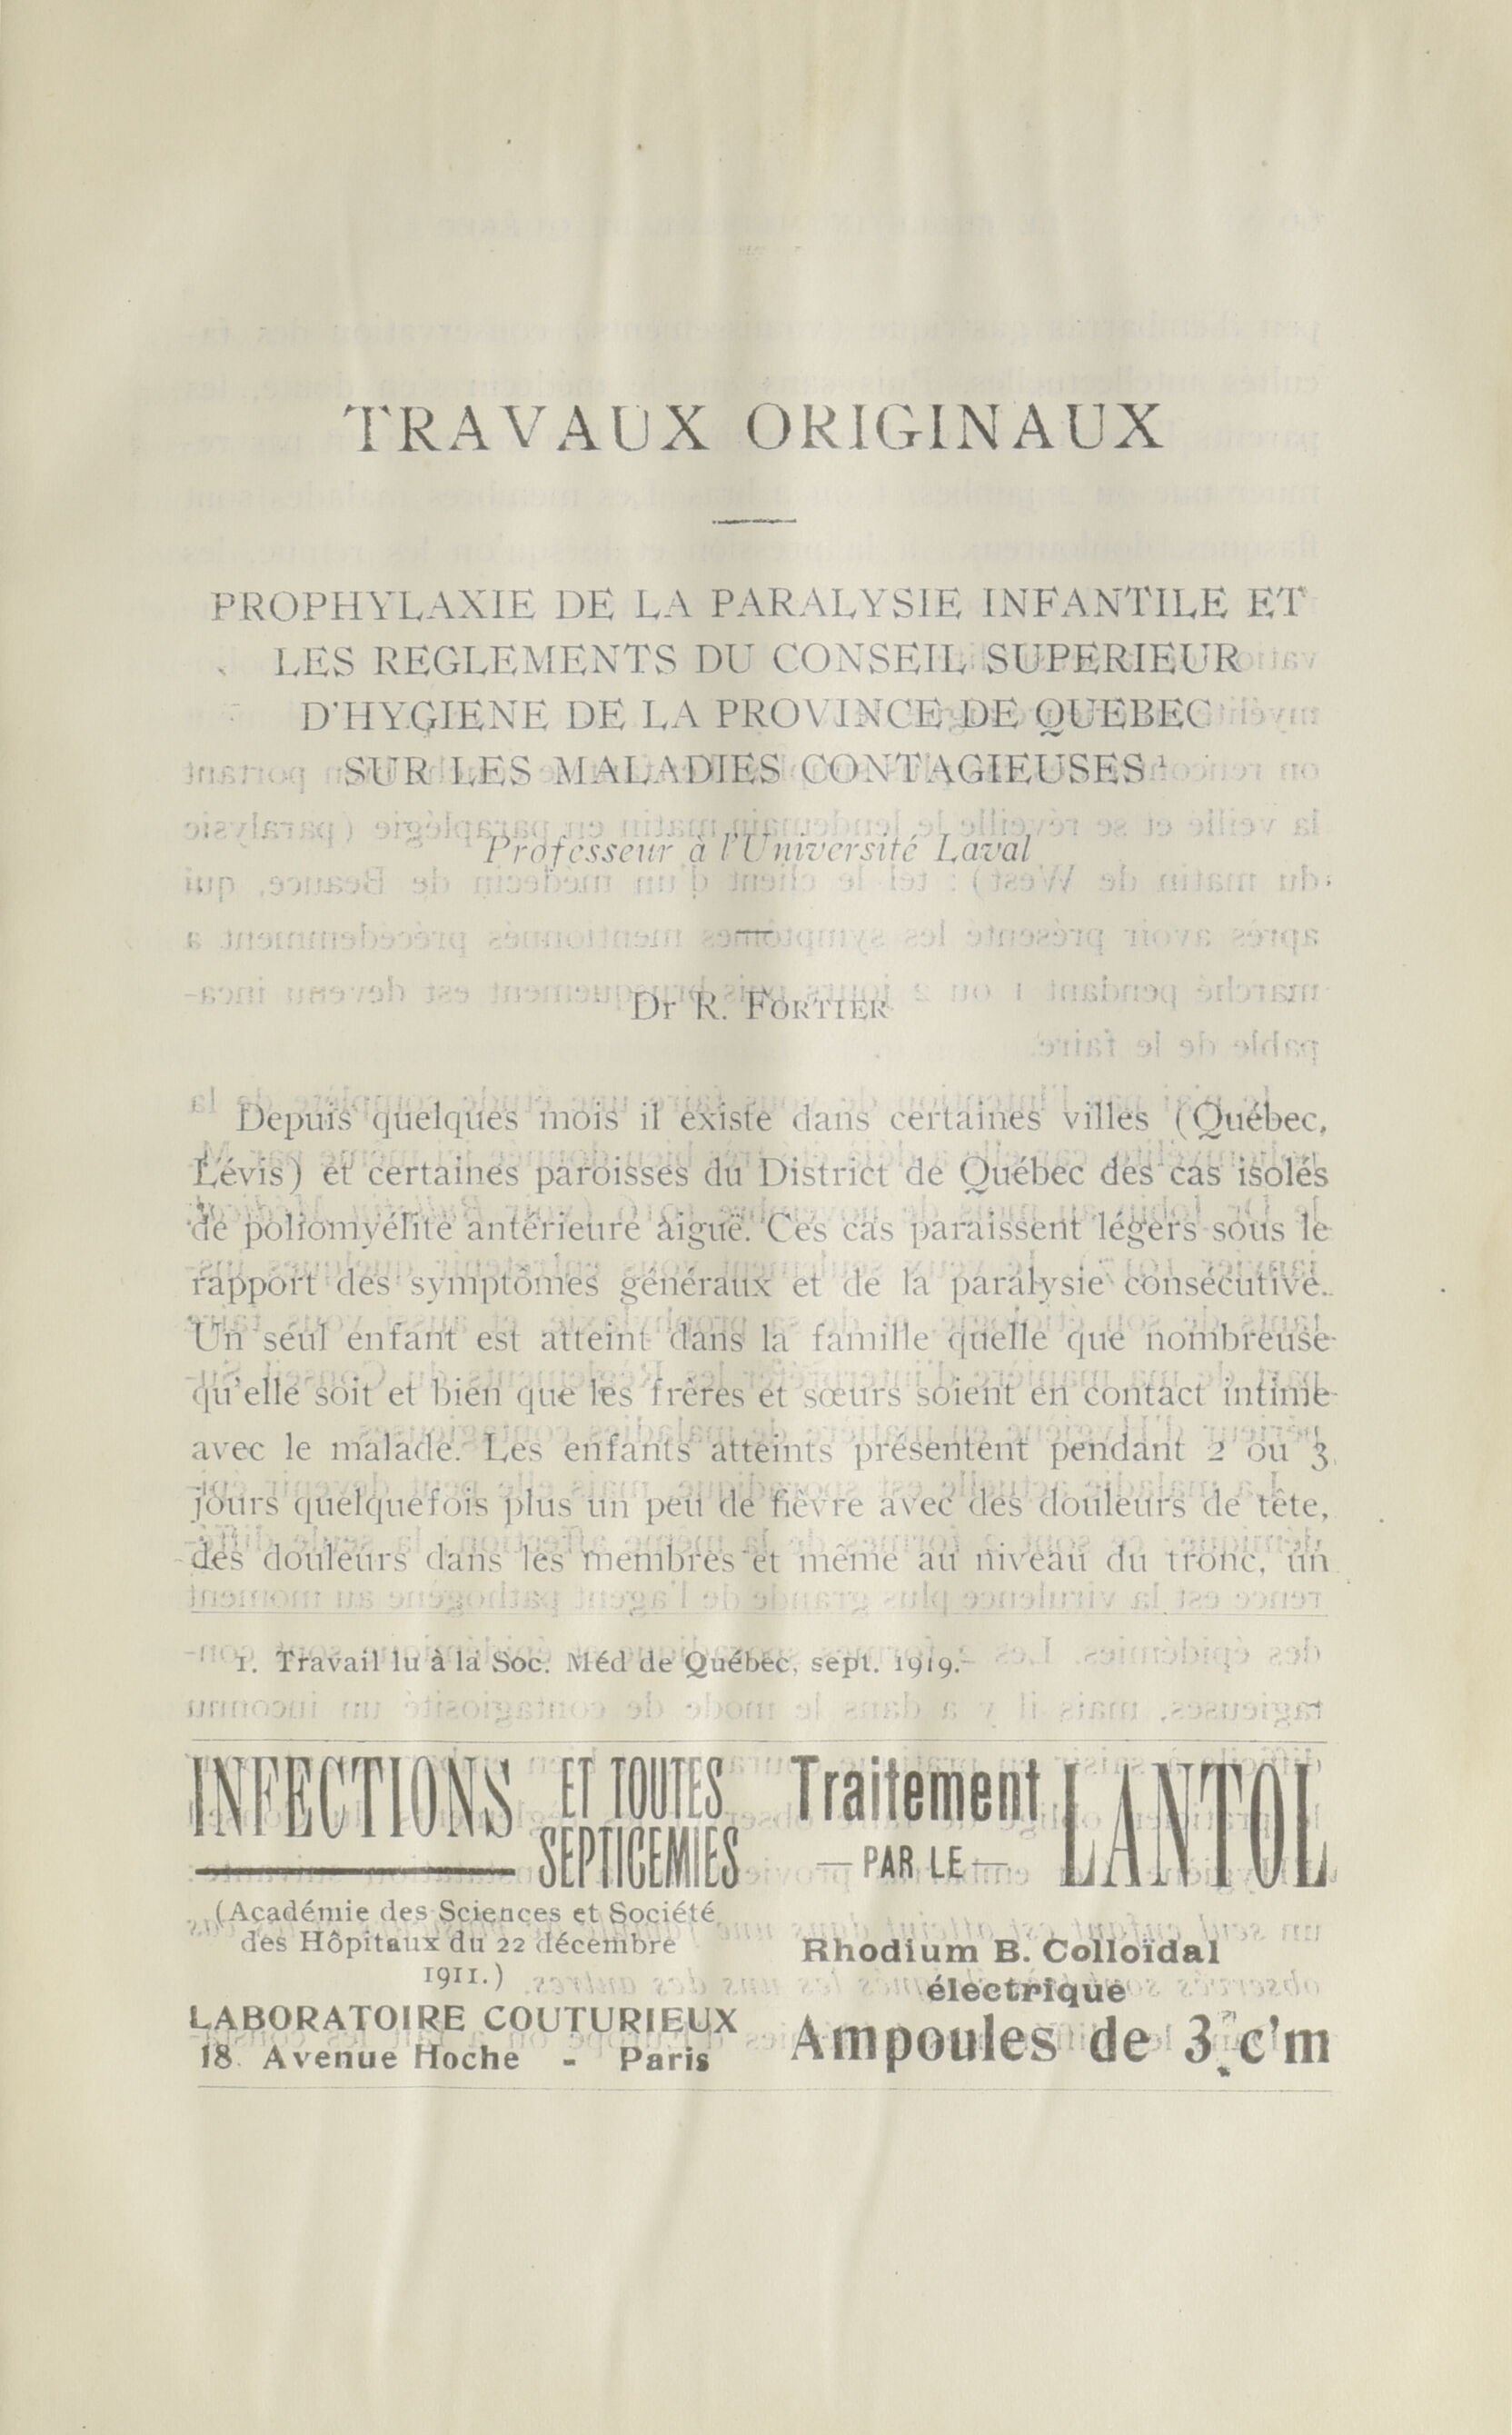 TRAVAUX ORIGINAUX
PROPHYLAXIE DE LA PARALYSIE INFANTILE ET
LES REGLEMENTS DU CONSEIL SUPERIEUR
D'HYGIENE DE LA PROVINCE DE QUEBEC
SUR LES MALADIES CONTAGIEUSES ¹
Professeur à l'Université Laval
Dr R. FORTIER
Depuis quelques mois il existe dans certaines villes (Québec,
Lévis) et certaines paroisses du District de Québec des cas isolés
de poliomyélite antérieure aiguë. Ces cas paraissent légers sous le
rapport des symptômes généraux et de la paralysie consécutive.
Un seul enfant est atteint dans la famille quelle que nombreuse
qu'elle soit et bien que les frères et sœurs soient en contact intime
avec le malade. Les enfants atteints présentent pendant 2 ou 3
jours quelquefois plus un peu de fièvre avec des douleurs de tête,
des douleurs dans les membres et même au niveau du tronc, un
1. Travail lu à la Soc. Méd de Québec, sept. 1919.
INFECTIONS ET TOUTES
SEPTICEMIES
(Académie des Sciences et Société
des Hôpitaux du 22 décembre
1911.)
LABORATOIRE COUTURIEUX
18. Avenue Hoche - Paris
Traitement
— PAR LE —
LANTOL
Rhodium B. Colloïdal
électrique
Ampoules de 3 c'm